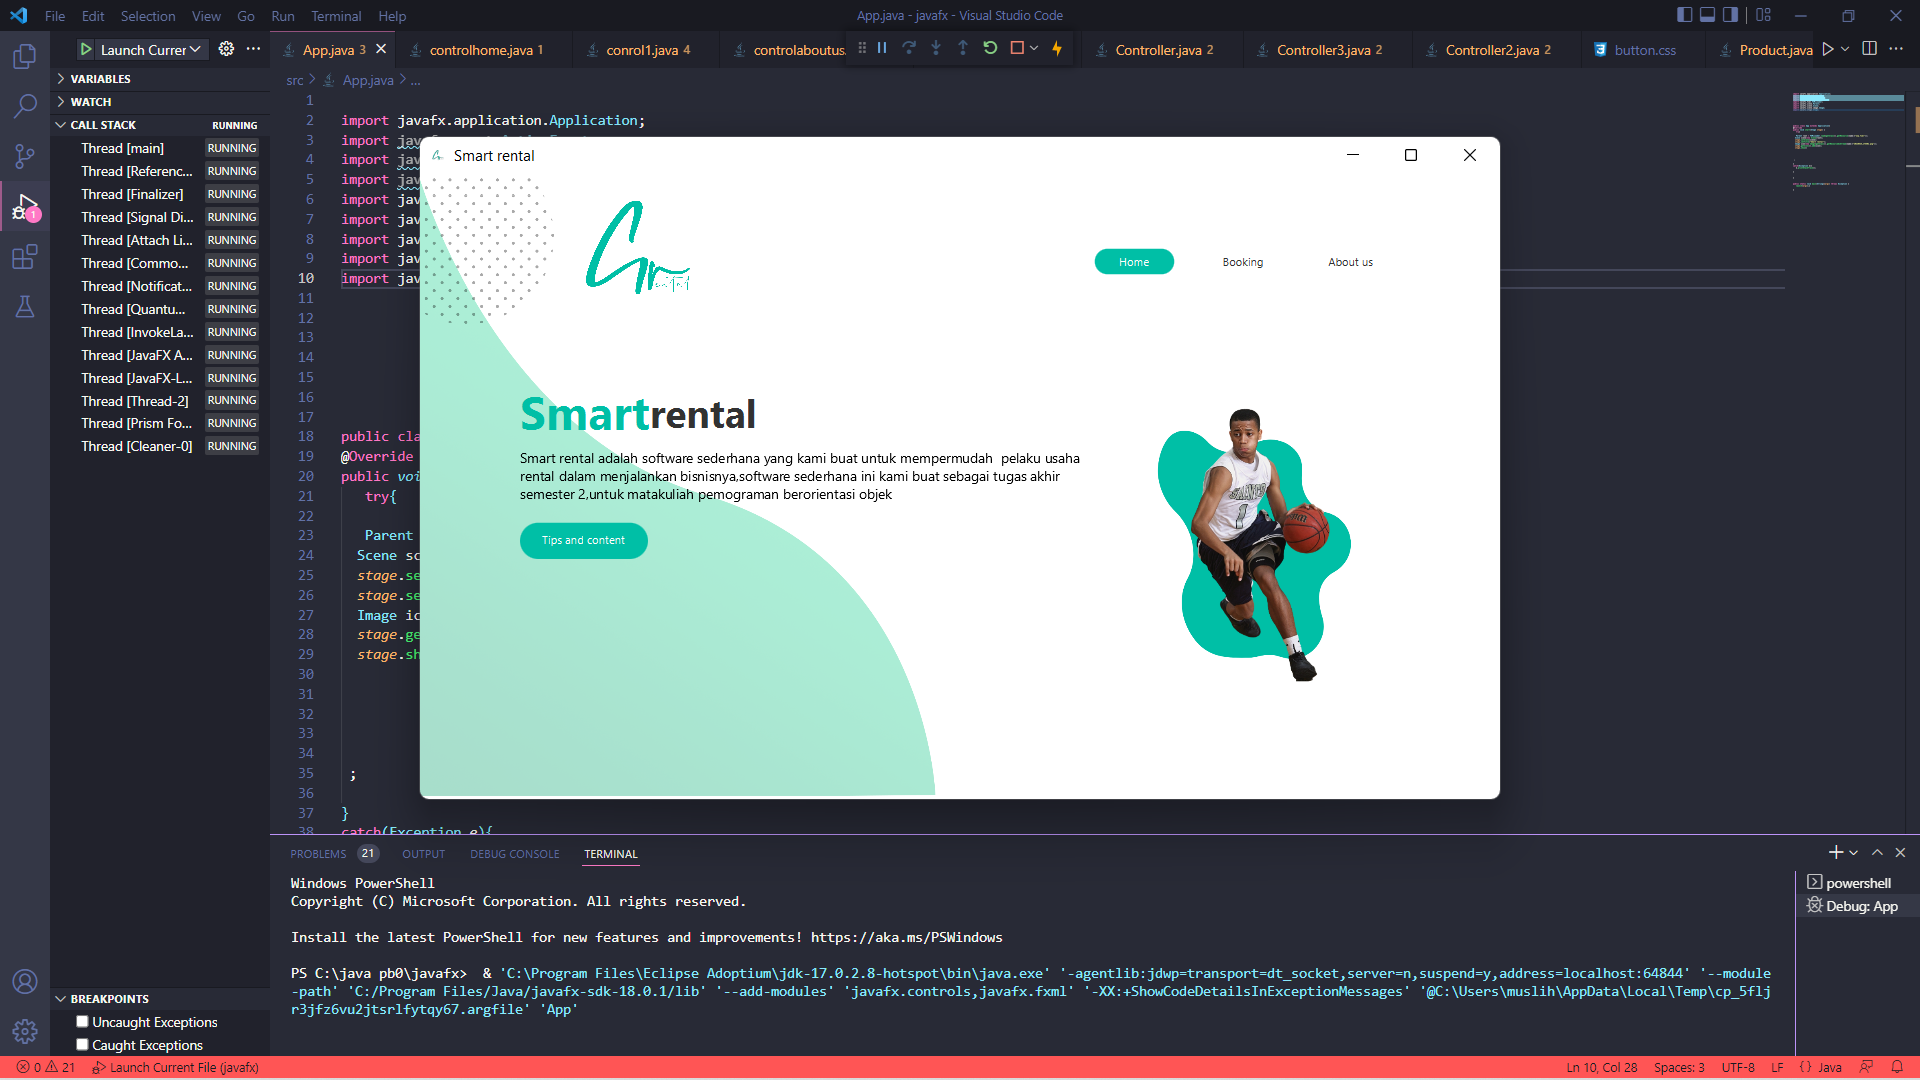 File Edit Selection View Go Run Terminal Help
App.java - javafx - Visual Studio Code
Launch Currer
App.java 3
controlhome.java 1
conrol1.java 4
controlaboutus.
Controller.java 2
Controller3.java 2
Controller2.java 2
button.css
Product.java
src > App.java > ...
VARIABLES
WATCH
CALL STACK RUNNING
Thread [main] RUNNING
Thread [Referenc... RUNNING
Thread [Finalizer] RUNNING
Thread [Signal Di... RUNNING
Thread [Attach Li... RUNNING
Thread [Commo... RUNNING
Thread [Notificat... RUNNING
Thread [Quantu... RUNNING
Thread [InvokeLa... RUNNING
Thread [JavaFX A... RUNNING
Thread [JavaFX-L... RUNNING
Thread [Thread-2] RUNNING
Thread [Prism Fo... RUNNING
Thread [Cleaner-0] RUNNING
1
BREAKPOINTS
Uncaught Exceptions
Caught Exceptions
1
2 import javafx.application.Application;
3 import
4 import jav
5 import jav
6 import jav
7 import jav
8 import jav
9 import jav
10 import jav
11
12
13
14
15
16
17
18 public cla
19 @Override
20 public voi
21 try{
22
23 Parent
24 Scene sc
25 stage.se
26 stage.se
27 Image ic
28 stage.ge
29 stage.sh
30
31
32
33
34
35 ;
36
37 }
38 catch(Exception e){
Smart rental
Home
Booking
About us
Smartrental
Smart rental adalah software sederhana yang kami buat untuk mempermudah pelaku usaha
rental dalam menjalankan bisnisnya,software sederhana ini kami buat sebagai tugas akhir
semester 2,untuk matakuliah pemograman berorientasi objek
Tips and content
1
PROBLEMS 21 OUTPUT DEBUG CONSOLE TERMINAL
Windows PowerShell
Copyright (C) Microsoft Corporation. All rights reserved.
Install the latest PowerShell for new features and improvements! https://aka.ms/PSWindows
PS C:\java pb0\javafx> & 'C:\Program Files\Eclipse Adoptium\jdk-17.0.2.8-hotspot\bin\java.exe' '-agentlib:jdwp=transport=dt_socket,server=n,suspend=y,address=localhost:64844' '--module
-path' 'C:/Program Files/Java/javafx-sdk-18.0.1/lib' '--add-modules' 'javafx.controls,javafx.fxml' '-XX:+ShowCodeDetailsInExceptionMessages' '@C:\Users\muslih\AppData\Local\Temp\cp_5flj
r3jfz6vu2jtsrlfytqy67.argfile' 'App'
powershell
Debug: App
0 21 Launch Current File (javafx)
Ln 10, Col 28 Spaces: 3 UTF-8 LF {} Java